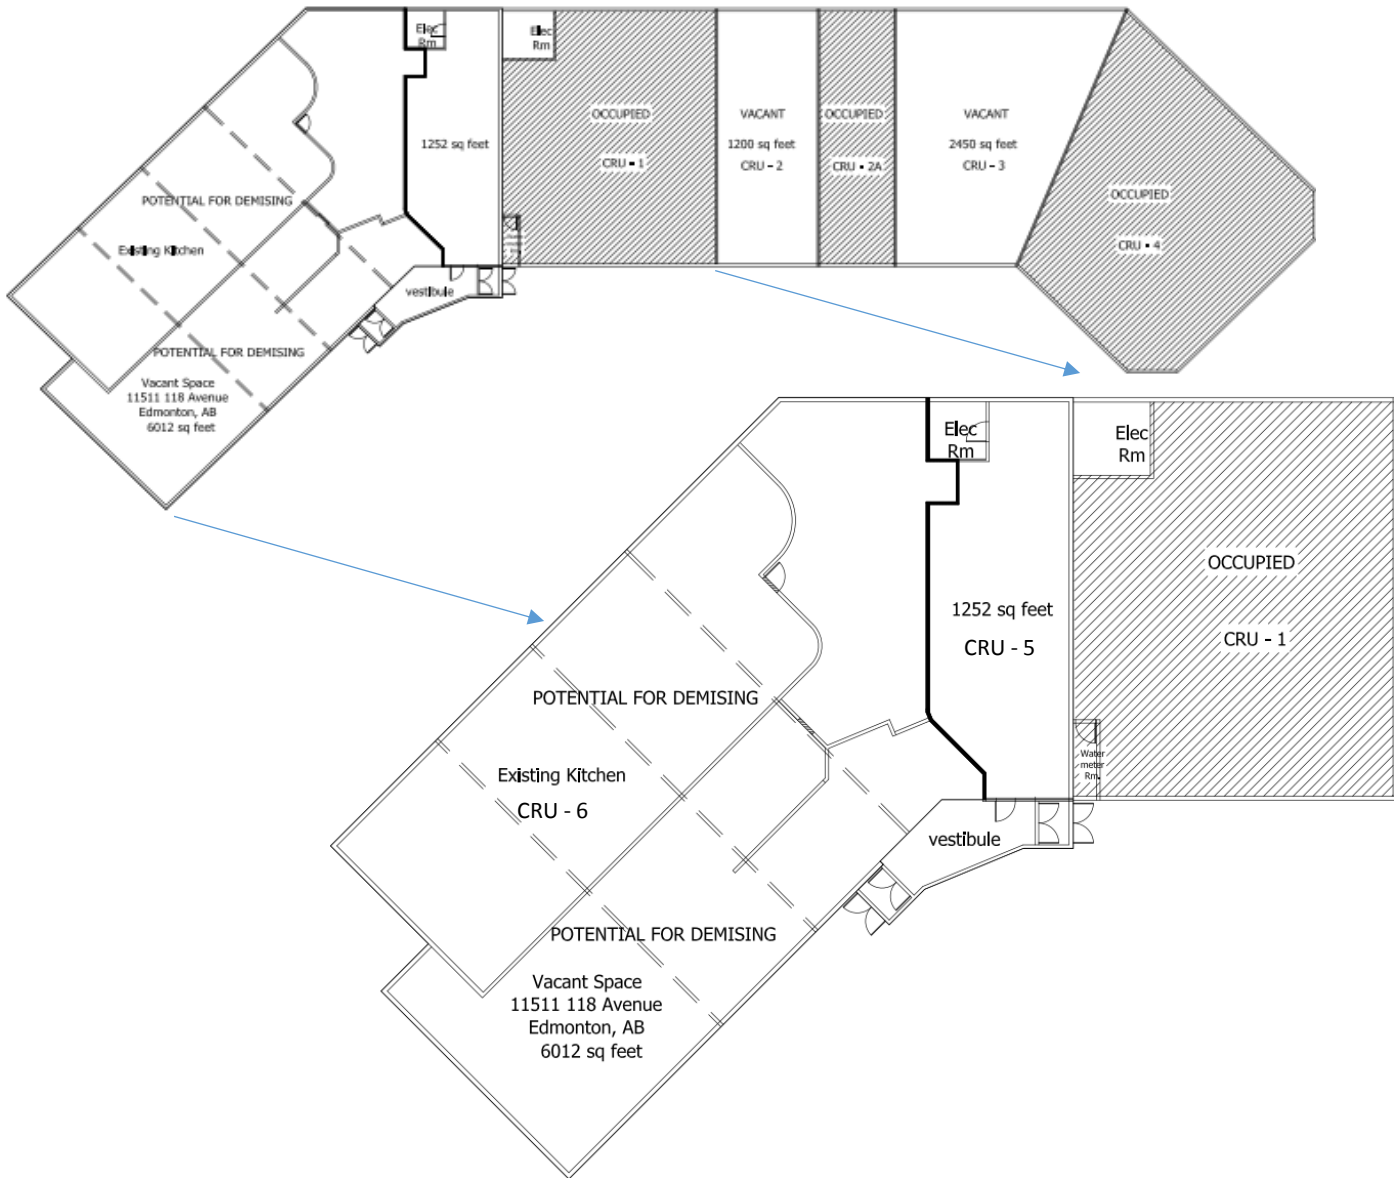 Elec
Rm
Elec
Rm
OCCUPIED
CRU - 1
VACANT
1200 sq feet
CRU - 2
OCCUPIED
CRU - 2A
VACANT
2450 sq feet
CRU - 3
OCCUPIED
CRU - 4
1252 sq feet
POTENTIAL FOR DEMISING
Existing Kitchen
vestibule
POTENTIAL FOR DEMISING
Vacant Space
11511 118 Avenue
Edmonton, AB
6012 sq feet
Elec
Rm
Elec
Rm
OCCUPIED
CRU - 1
1252 sq feet
CRU - 5
POTENTIAL FOR DEMISING
Existing Kitchen
CRU - 6
Water
meter
Rm.
vestibule
POTENTIAL FOR DEMISING
Vacant Space
11511 118 Avenue
Edmonton, AB
6012 sq feet